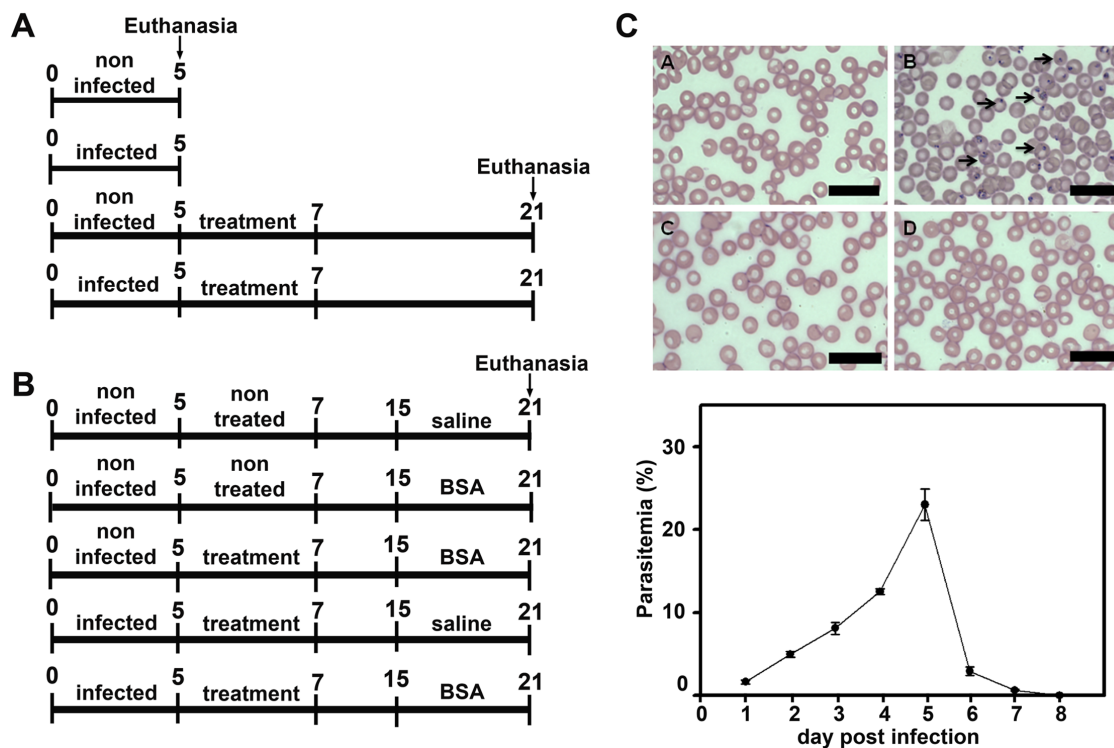 A
Euthanasia
0 non infected 5
0 infected 5
Euthanasia
0 non infected 5 treatment 7 21
0 infected 5 treatment 7 21
B
Euthanasia
0 non infected 5 non treated 7 15 saline 21
0 non infected 5 non treated 7 15 BSA 21
0 non infected 5 treatment 7 15 BSA 21
0 infected 5 treatment 7 15 saline 21
0 infected 5 treatment 7 15 BSA 21
C
A
B
C
D
Parasitemia (%)
30
20
10
0
0 1 2 3 4 5 6 7 8
day post infection